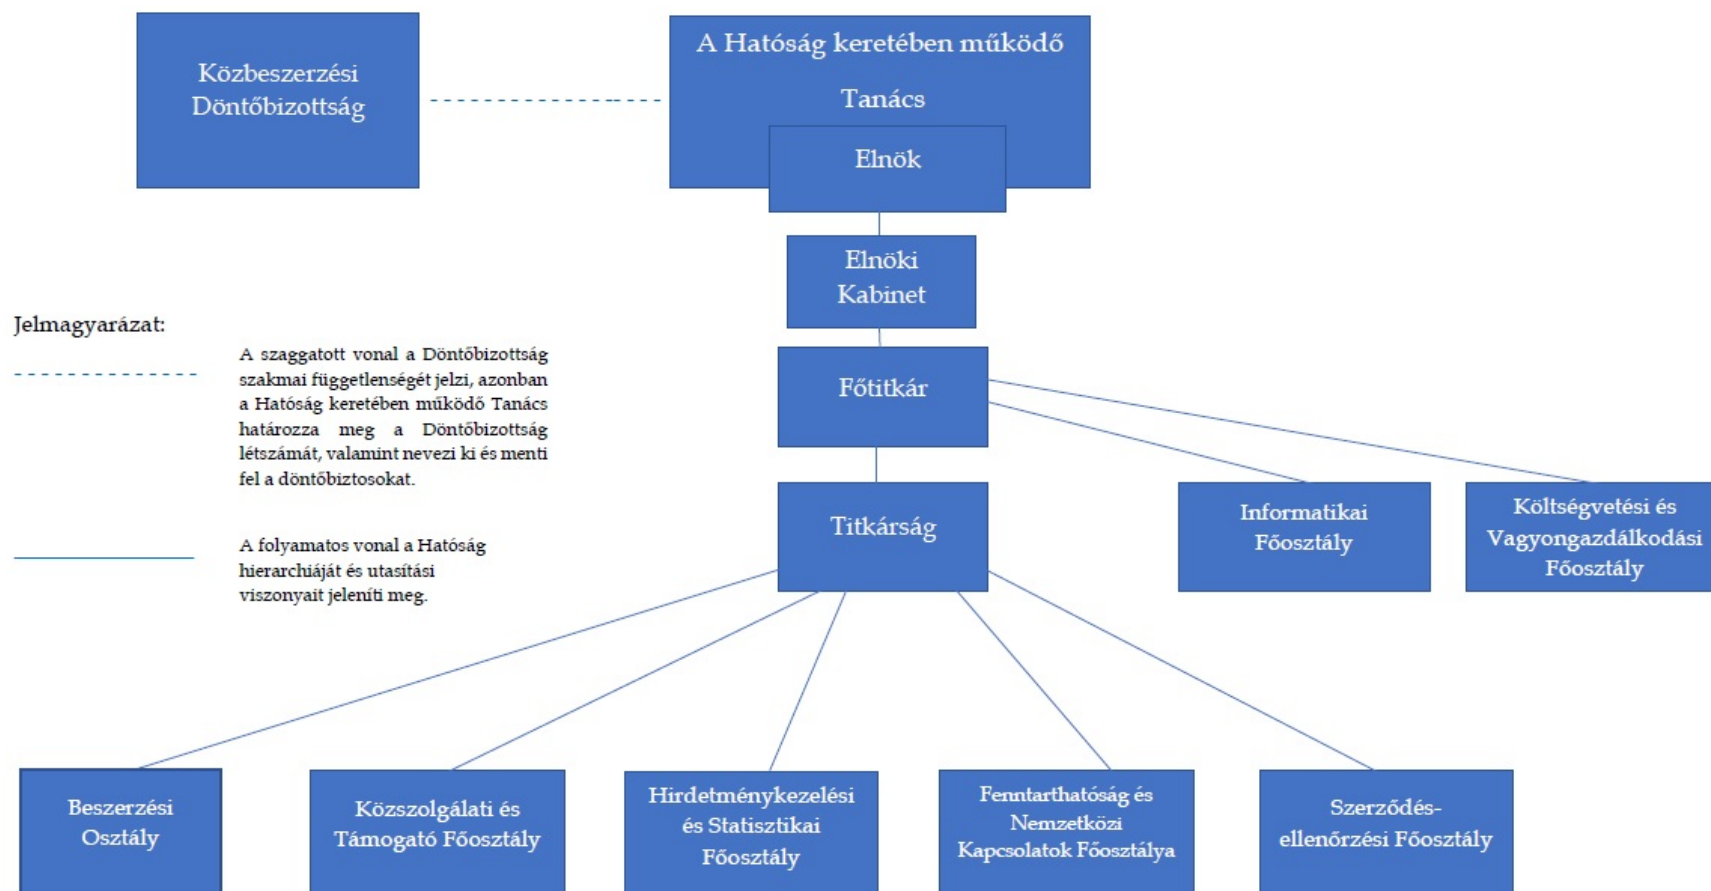 Közbeszerzési
Döntőbizottság
A Hatóság keretében működő
Tanács
Elnök
Elnöki
Kabinet
Jelmagyarázat:
A szaggatott vonal a Döntőbizottság
szakmai függetlenségét jelzi, azonban
a Hatóság keretében működő Tanács
határozza meg a Döntőbizottság
létszámát, valamint nevezi ki és menti
fel a döntőbiztosokat.
A folyamatos vonal a Hatóság
hierarchiáját és utasítási
viszonyait jeleníti meg.
Főtitkár
Titkárság
Informatikai
Főosztály
Költségvetési és
Vagyongazdálkodási
Főosztály
Beszerzési
Osztály
Közszolgálati és
Támogató Főosztály
Hirdetménykezelési
és Statisztikai
Főosztály
Fenntarthatóság és
Nemzetközi
Kapcsolatok Főosztálya
Szerződés-
ellenőrzési Főosztály